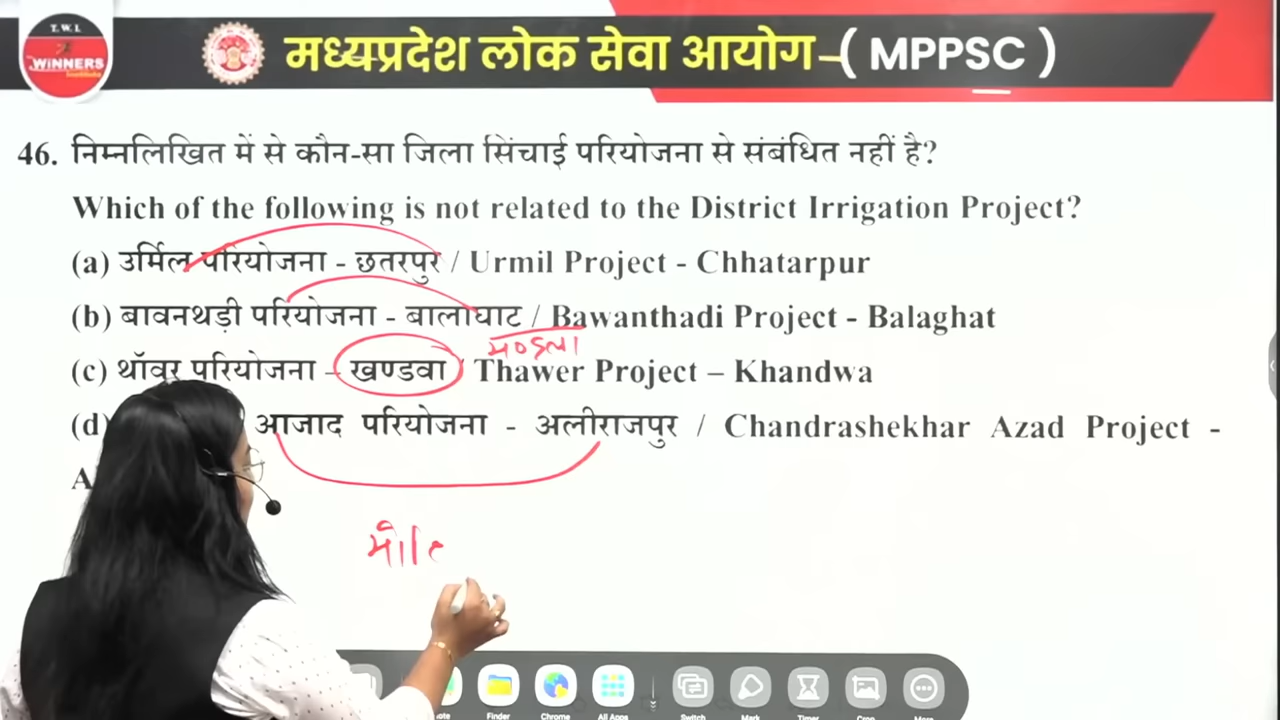 T.W.I.
WiNNERS
मध्यप्रदेश लोक सेवा आयोग–( MPPSC )
46. निम्नलिखित में से कौन-सा जिला सिंचाई परियोजना से संबंधित नहीं है?
Which of the following is not related to the District Irrigation Project?
(a) उर्मिल परियोजना - छतरपुर / Urmil Project - Chhatarpur
(b) बावनथड़ी परियोजना - बालाघाट / Bawanthadi Project - Balaghat
मण्डला
(c) थॉवर परियोजना – खण्डवा / Thawer Project – Khandwa
(d) आजाद परियोजना - अलीराजपुर / Chandrashekhar Azad Project -
A
Finder Chrome All Apps Switch Mark Timer Crop More